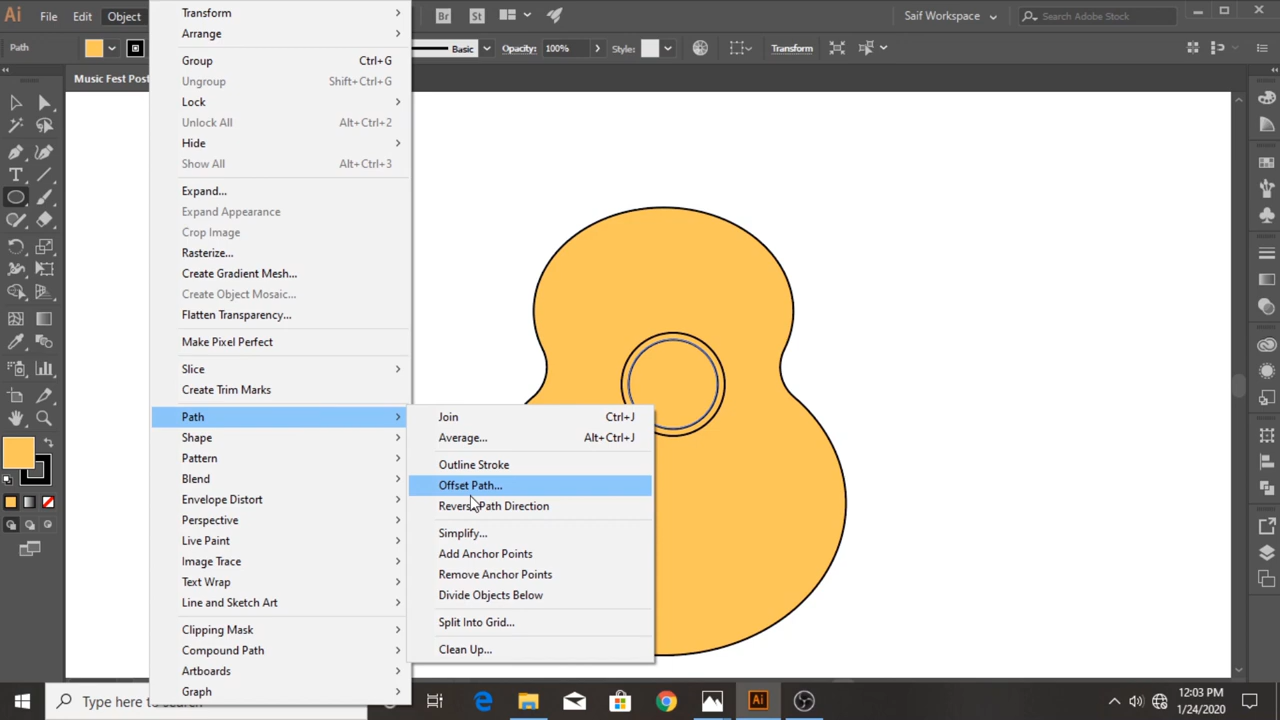 Ai File Edit Object Br St Saif Workspace Search Adobe Stock
Path Basic Opacity: 100% Style: Transform
Music Fest Post
Transform
Arrange
Group Ctrl+G
Ungroup Shift+Ctrl+G
Lock
Unlock All Alt+Ctrl+2
Hide
Show All Alt+Ctrl+3
Expand...
Expand Appearance
Crop Image
Rasterize...
Create Gradient Mesh...
Create Object Mosaic...
Flatten Transparency...
Make Pixel Perfect
Slice
Create Trim Marks
Path
Shape
Pattern
Blend
Envelope Distort
Perspective
Live Paint
Image Trace
Text Wrap
Line and Sketch Art
Clipping Mask
Compound Path
Artboards
Graph
Join Ctrl+J
Average... Alt+Ctrl+J
Outline Stroke
Offset Path...
Reverse Path Direction
Simplify...
Add Anchor Points
Remove Anchor Points
Divide Objects Below
Split Into Grid...
Clean Up...
Type here to search
Ai
12:03 PM
1/24/2020